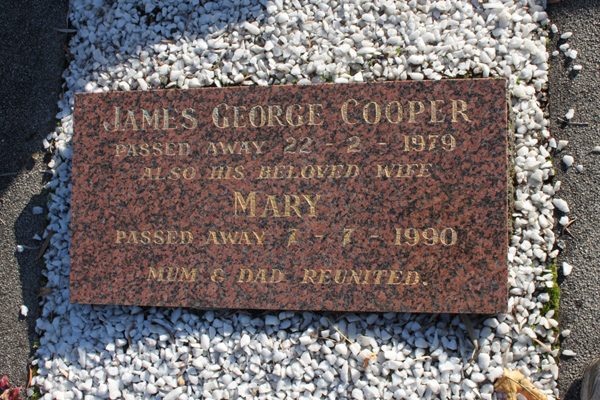 JAMES GEORGE COOPER
PASSED AWAY 22 - 2 - 1979
ALSO HIS BELOVED WIFE
MARY
PASSED AWAY 7 - 7 - 1990
MUM & DAD REUNITED.